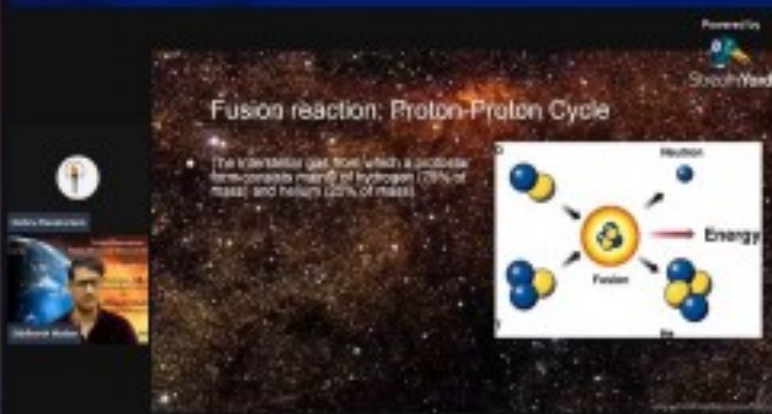 Powered by
StreamYard
Fusion reaction: Proton-Proton Cycle
The interstellar gas from which a protostar
forms consists mainly of hydrogen (75% of
mass) and helium (25% of mass)
D
Neutron
Energy
Fusion
T
He